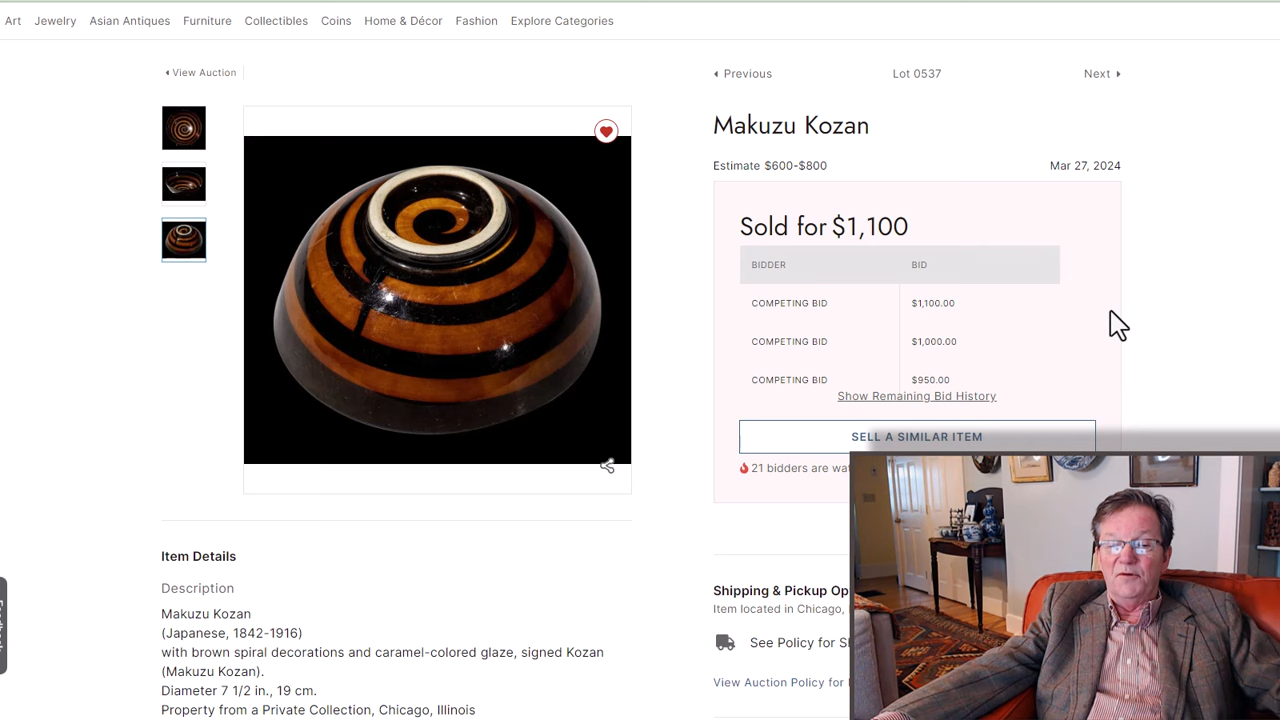 Art Jewelry Asian Antiques Furniture Collectibles Coins Home & Décor Fashion Explore Categories
View Auction
Previous Lot 0537 Next
Makuzu Kozan
Estimate $600-$800 Mar 27, 2024
Sold for $1,100
BIDDER BID
COMPETING BID $1,100.00
COMPETING BID $1,000.00
COMPETING BID $950.00
Show Remaining Bid History
SELL A SIMILAR ITEM
21 bidders are wat
Item Details
Description
Makuzu Kozan
(Japanese, 1842-1916)
with brown spiral decorations and caramel-colored glaze, signed Kozan
(Makuzu Kozan).
Diameter 7 1/2 in., 19 cm.
Property from a Private Collection, Chicago, Illinois
Shipping & Pickup Op
Item located in Chicago,
See Policy for
View Auction Policy for